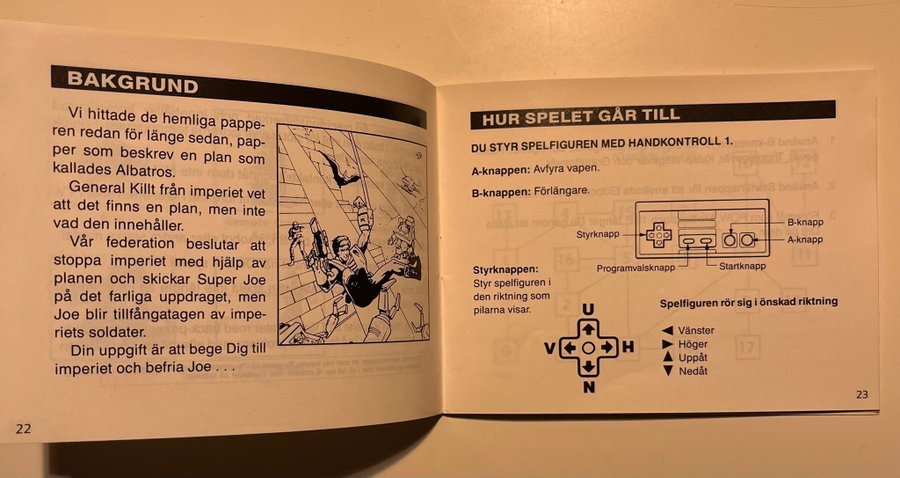 BAKGRUND
Vi hittade de hemliga pappe-
ren redan för länge sedan, pap-
per som beskrev en plan som
kallades Albatros.
General Killt från imperiet vet
att det finns en plan, men inte
vad den innehåller.
Vår federation beslutar att
stoppa imperiet med hjälp av
planen och skickar Super Joe
på det farliga uppdraget, men
Joe blir tillfångatagen av impe-
riets soldater.
Din uppgift är att bege Dig till
imperiet och befria Joe . . .
22
HUR SPELET GÅR TILL
DU STYR SPELFIGUREN MED HANDKONTROLL 1.
A-knappen: Avfyra vapen.
B-knappen: Förlängare.
Styrknapp
Programvalsknapp
Startknapp
B-knapp
A-knapp
Styrknappen:
Styr spelfiguren i
den riktning som
pilarna visar.
U
V H
N
Spelfiguren rör sig i önskad riktning
◀ Vänster
▶ Höger
▲ Uppåt
▼ Nedåt
23